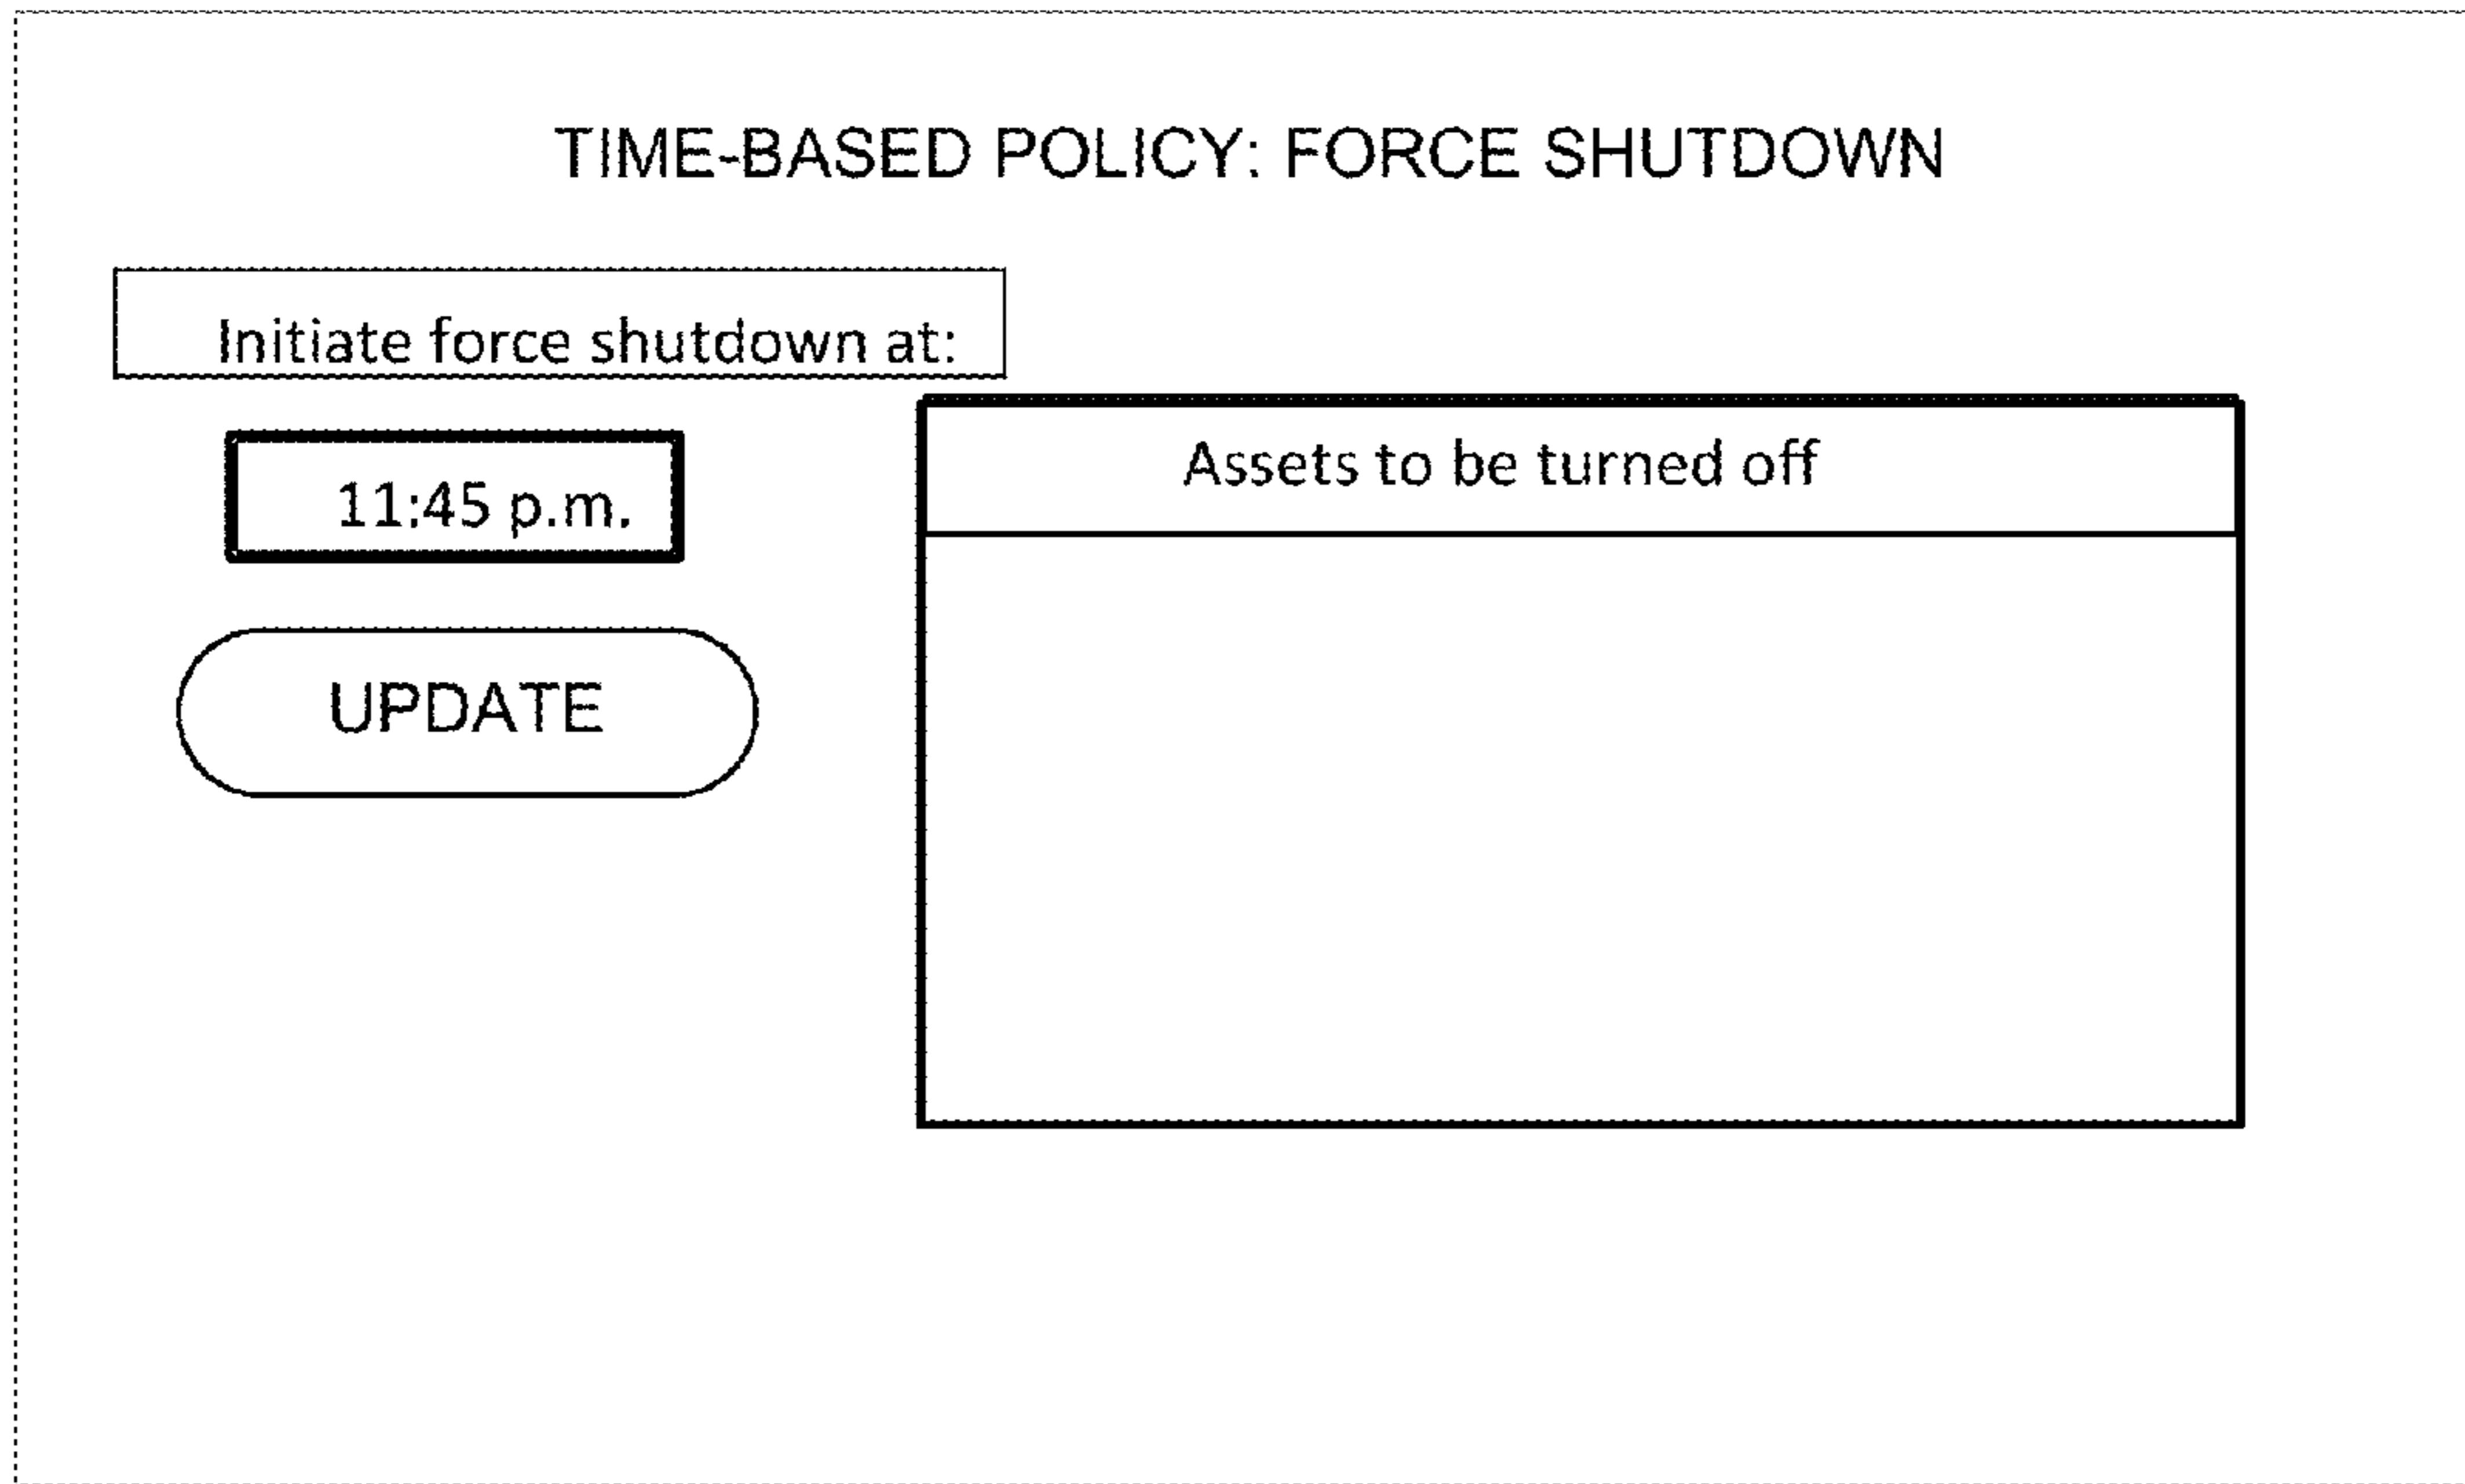 TIME-BASED POLICY: FORCE SHUTDOWN
Initiate force shutdown at:
11:45 p.m.
UPDATE
Assets to be turned off